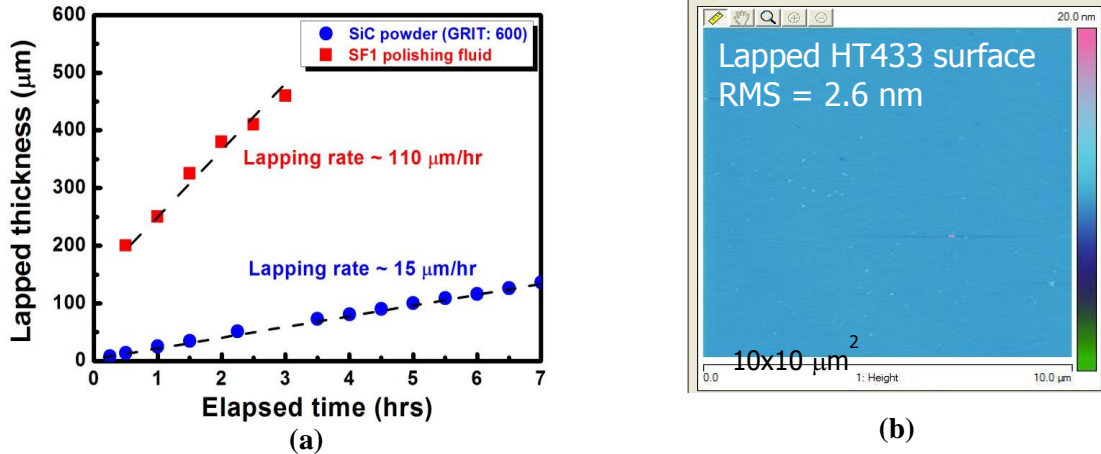 Lapped thickness (μm)
600
500
400
300
200
100
0
0 1 2 3 4 5 6 7
Elapsed time (hrs)
SiC powder (GRIT: 600)
SF1 polishing fluid
Lapping rate ~ 110 μm/hr
Lapping rate ~ 15 μm/hr
(a)
20.0 nm
Lapped HT433 surface
RMS = 2.6 nm
10x10 μm²
0.0 1: Height 10.0 μm
(b)